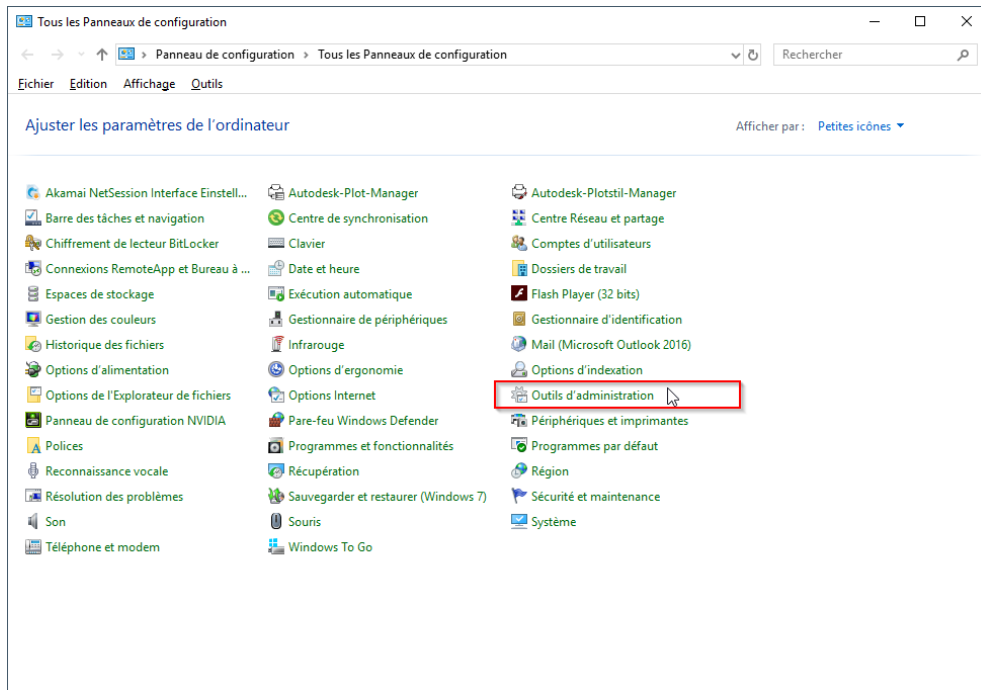 Tous les Panneaux de configuration
Panneau de configuration > Tous les Panneaux de configuration
Rechercher
Fichier Edition Affichage Outils
Ajuster les paramètres de l'ordinateur
Afficher par : Petites icônes
Akamai NetSession Interface Einstell... Autodesk-Plot-Manager Autodesk-Plotstil-Manager
Barre des tâches et navigation Centre de synchronisation Centre Réseau et partage
Chiffrement de lecteur BitLocker Clavier Comptes d'utilisateurs
Connexions RemoteApp et Bureau à ... Date et heure Dossiers de travail
Espaces de stockage Exécution automatique Flash Player (32 bits)
Gestion des couleurs Gestionnaire de périphériques Gestionnaire d'identification
Historique des fichiers Infrarouge Mail (Microsoft Outlook 2016)
Options d'alimentation Options d'ergonomie Options d'indexation
Options de l'Explorateur de fichiers Options Internet Outils d'administration
Panneau de configuration NVIDIA Pare-feu Windows Defender Périphériques et imprimantes
Polices Programmes et fonctionnalités Programmes par défaut
Reconnaissance vocale Récupération Région
Résolution des problèmes Sauvegarder et restaurer (Windows 7) Sécurité et maintenance
Son Souris Système
Téléphone et modem Windows To Go